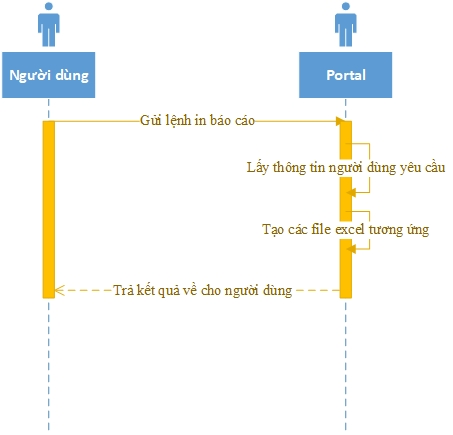 Người dùng
Portal
Gửi lệnh in báo cáo
Lấy thông tin người dùng yêu cầu
Tạo các file excel tương ứng
Trả kết quả về cho người dùng